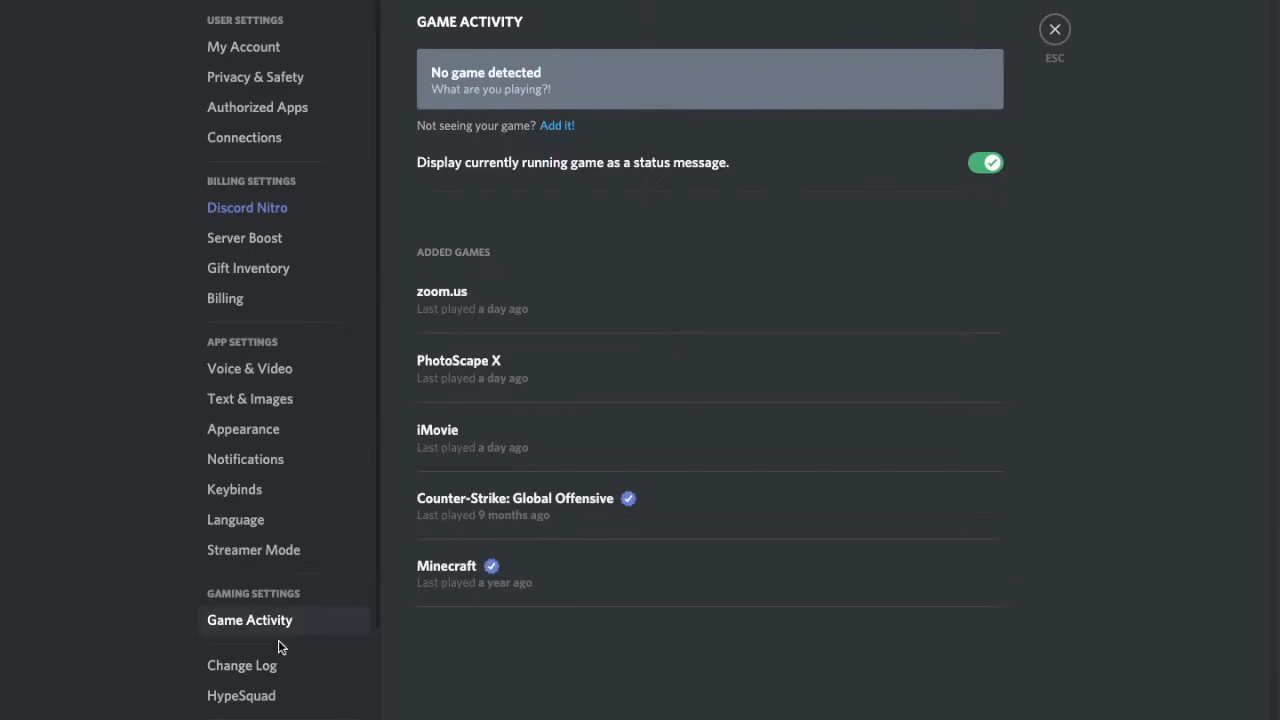 USER SETTINGS
My Account
Privacy & Safety
Authorized Apps
Connections
BILLING SETTINGS
Discord Nitro
Server Boost
Gift Inventory
Billing
APP SETTINGS
Voice & Video
Text & Images
Appearance
Notifications
Keybinds
Language
Streamer Mode
GAMING SETTINGS
Game Activity
Change Log
HypeSquad
GAME ACTIVITY
No game detected
What are you playing?!
Not seeing your game? Add it!
Display currently running game as a status message.
ADDED GAMES
zoom.us
Last played a day ago
PhotoScape X
Last played a day ago
iMovie
Last played a day ago
Counter-Strike: Global Offensive
Last played 9 months ago
Minecraft
Last played a year ago
ESC